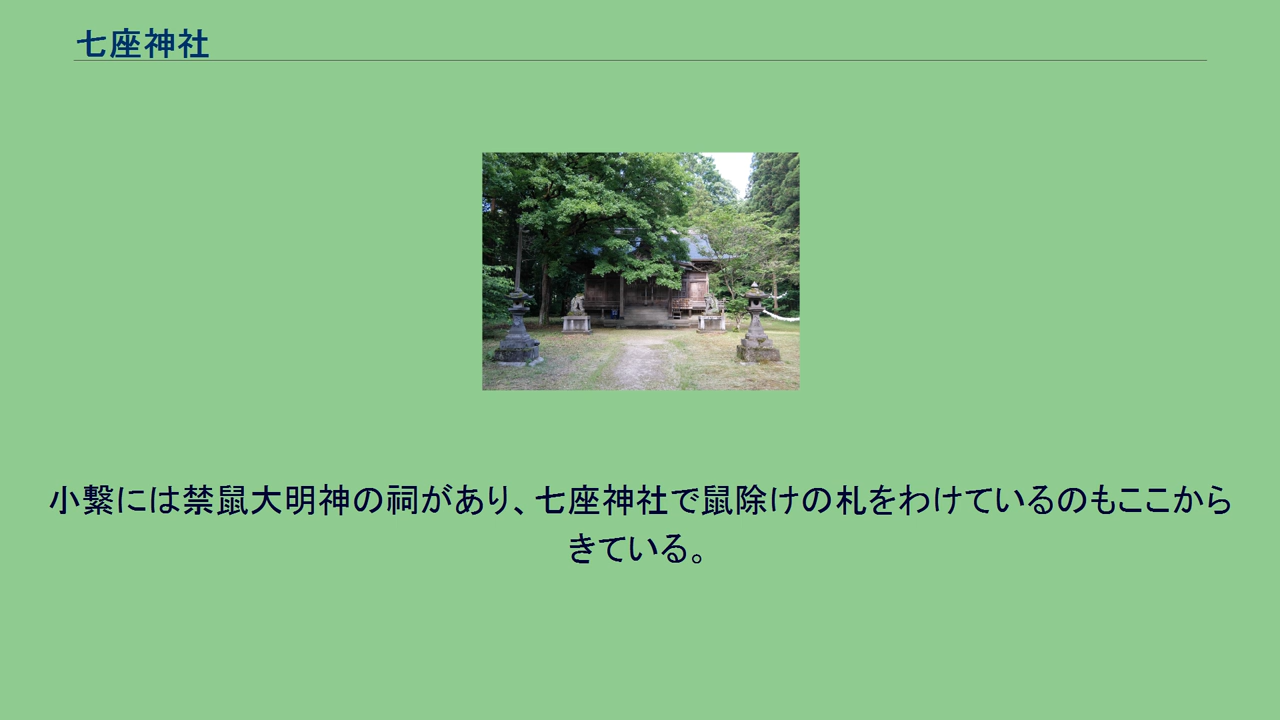 七座神社
小繋には禁鼠大明神の祠があり、七座神社で鼠除けの札をわけているのもここから
きている。